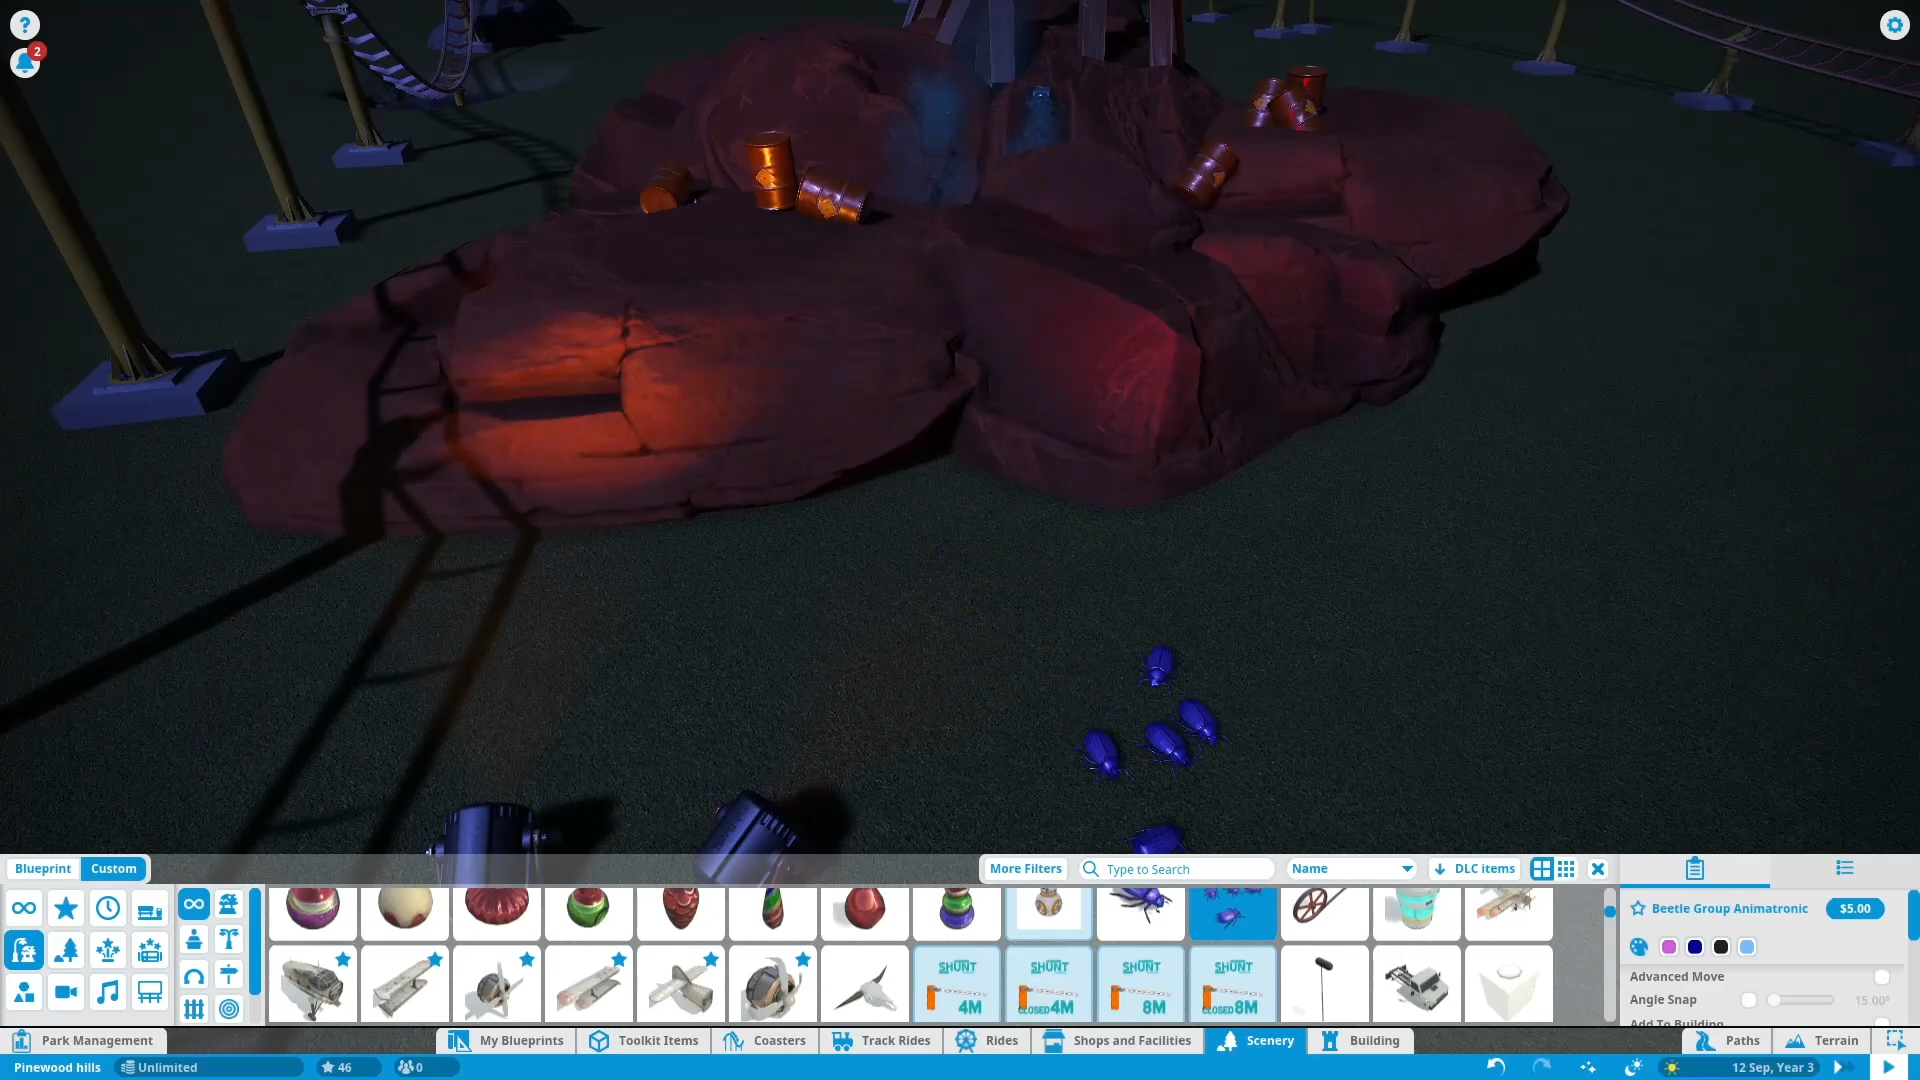 ?
2
Blueprint
Custom
More Filters
Type to Search
Name
DLC items
SHUNT
4M
SHUNT
CLOSED 4M
SHUNT
8M
SHUNT
CLOSED 8M
Beetle Group Animatronic
$5.00
Advanced Move
Angle Snap
15.00°
Add To Building
Park Management
My Blueprints
Toolkit Items
Coasters
Track Rides
Rides
Shops and Facilities
Scenery
Building
Paths
Terrain
Pinewood hills
Unlimited
46
0
12 Sep, Year 3